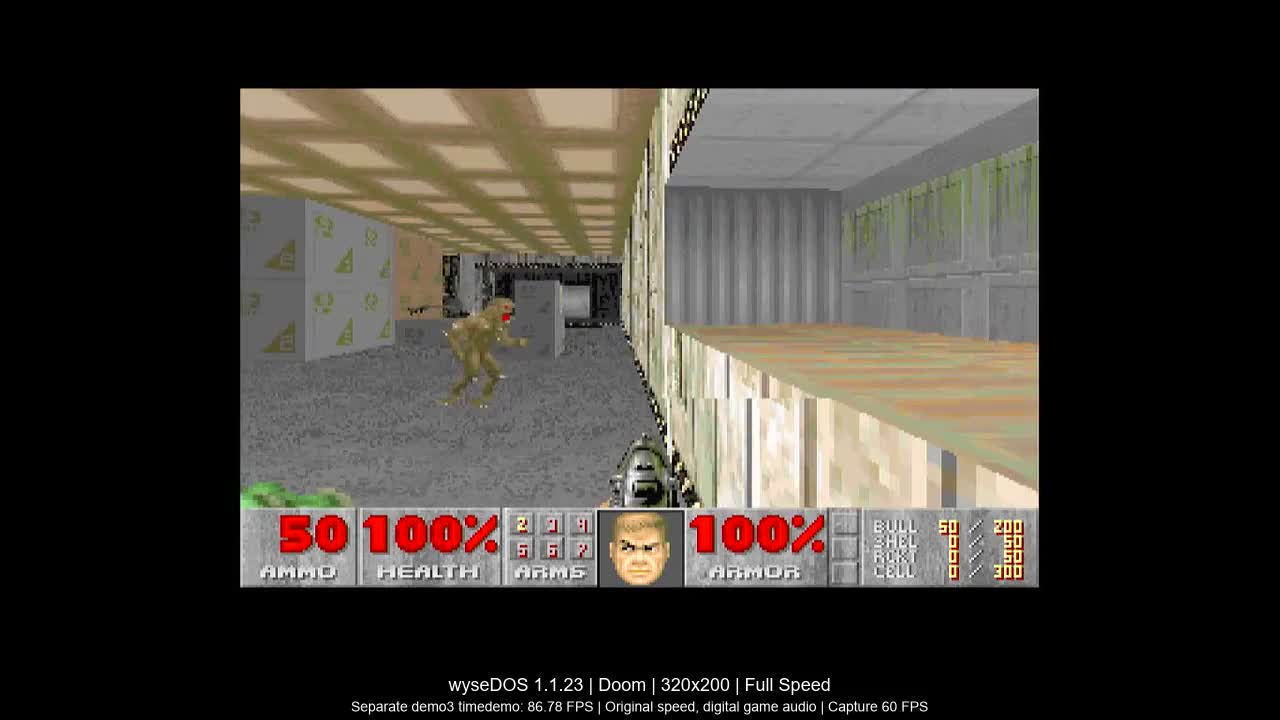 50 100% 2 3 4 100% BULL 50 / 200
5 6 7 SHEL 0 / 50
RCKT 0 / 50
AMMO HEALTH ARMS ARMOR CELL 0 / 300
wyseDOS 1.1.23 | Doom | 320x200 | Full Speed
Separate demo3 timedemo: 86.78 FPS | Original speed, digital game audio | Capture 60 FPS